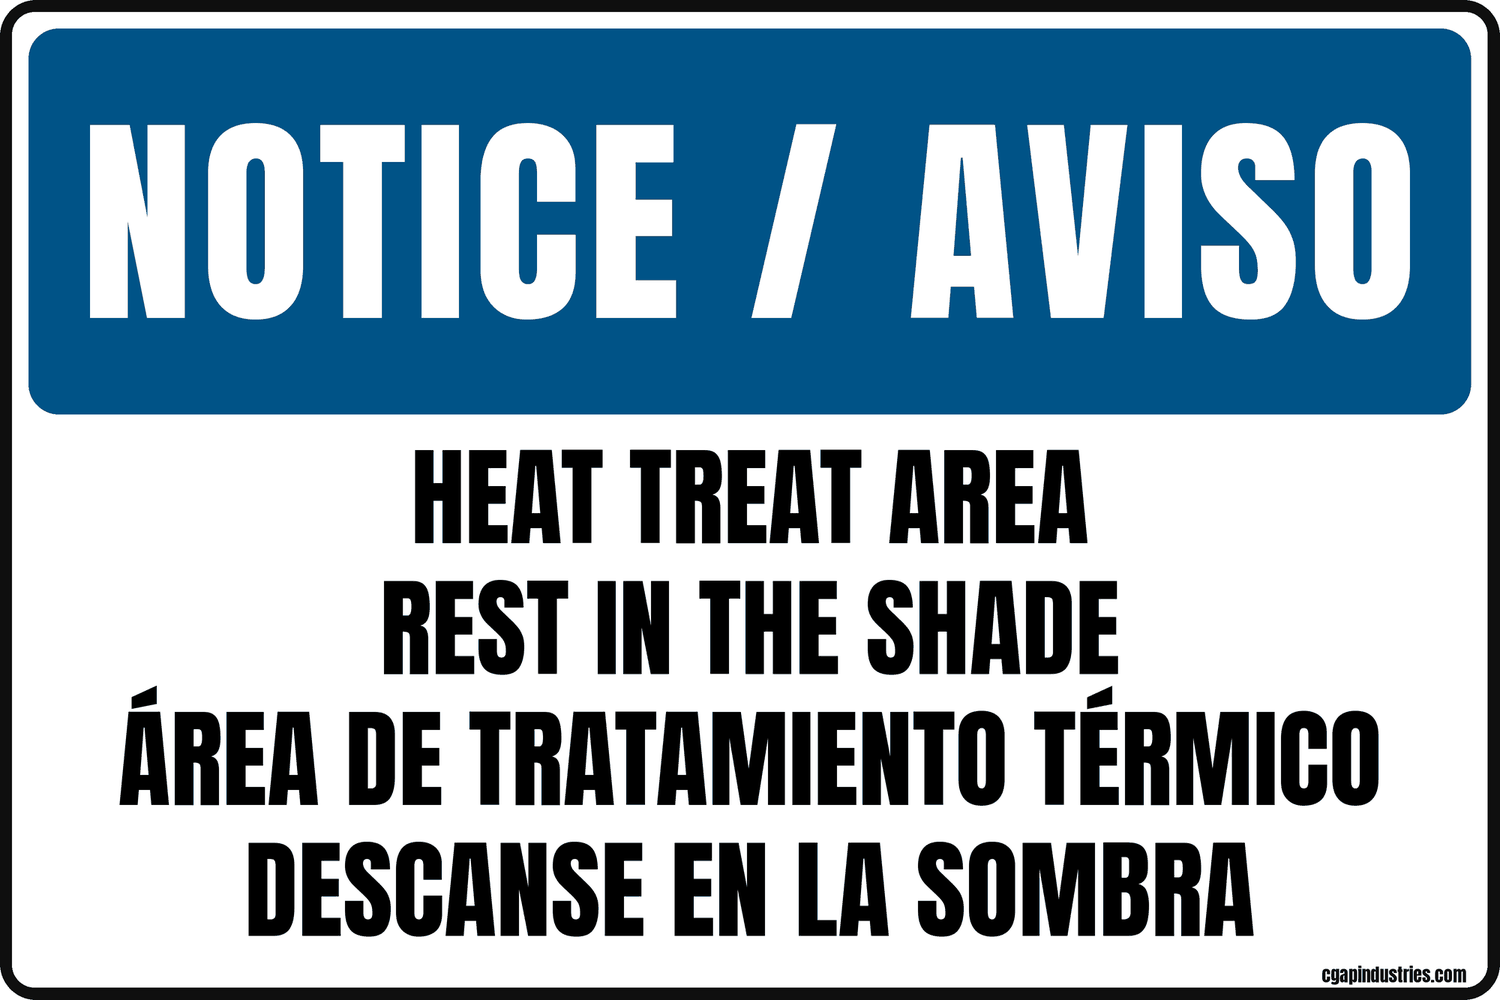 NOTICE / AVISO
HEAT TREAT AREA
REST IN THE SHADE
ÁREA DE TRATAMIENTO TÉRMICO
DESCANSE EN LA SOMBRA
cgapindustries.com